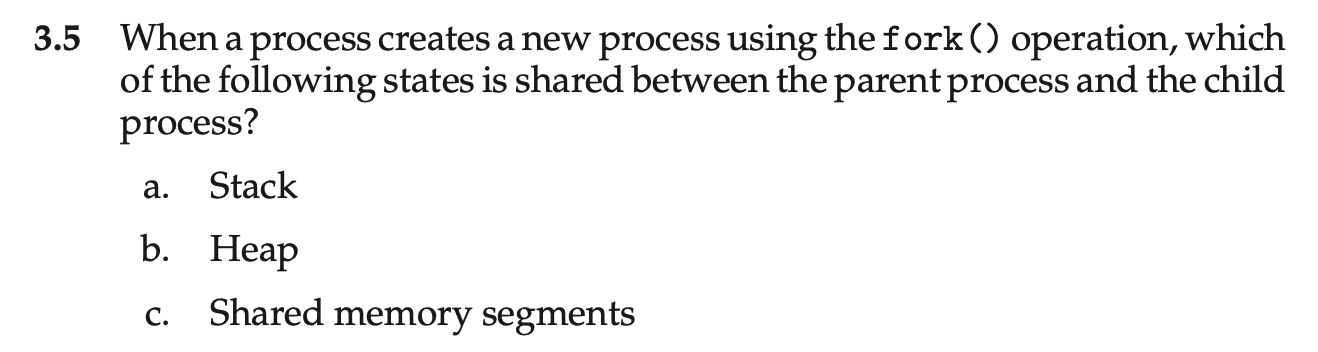 3.5 When a process creates a new process using the fork() operation, which
of the following states is shared between the parent process and the child
process?
a. Stack
b. Heap
c. Shared memory segments